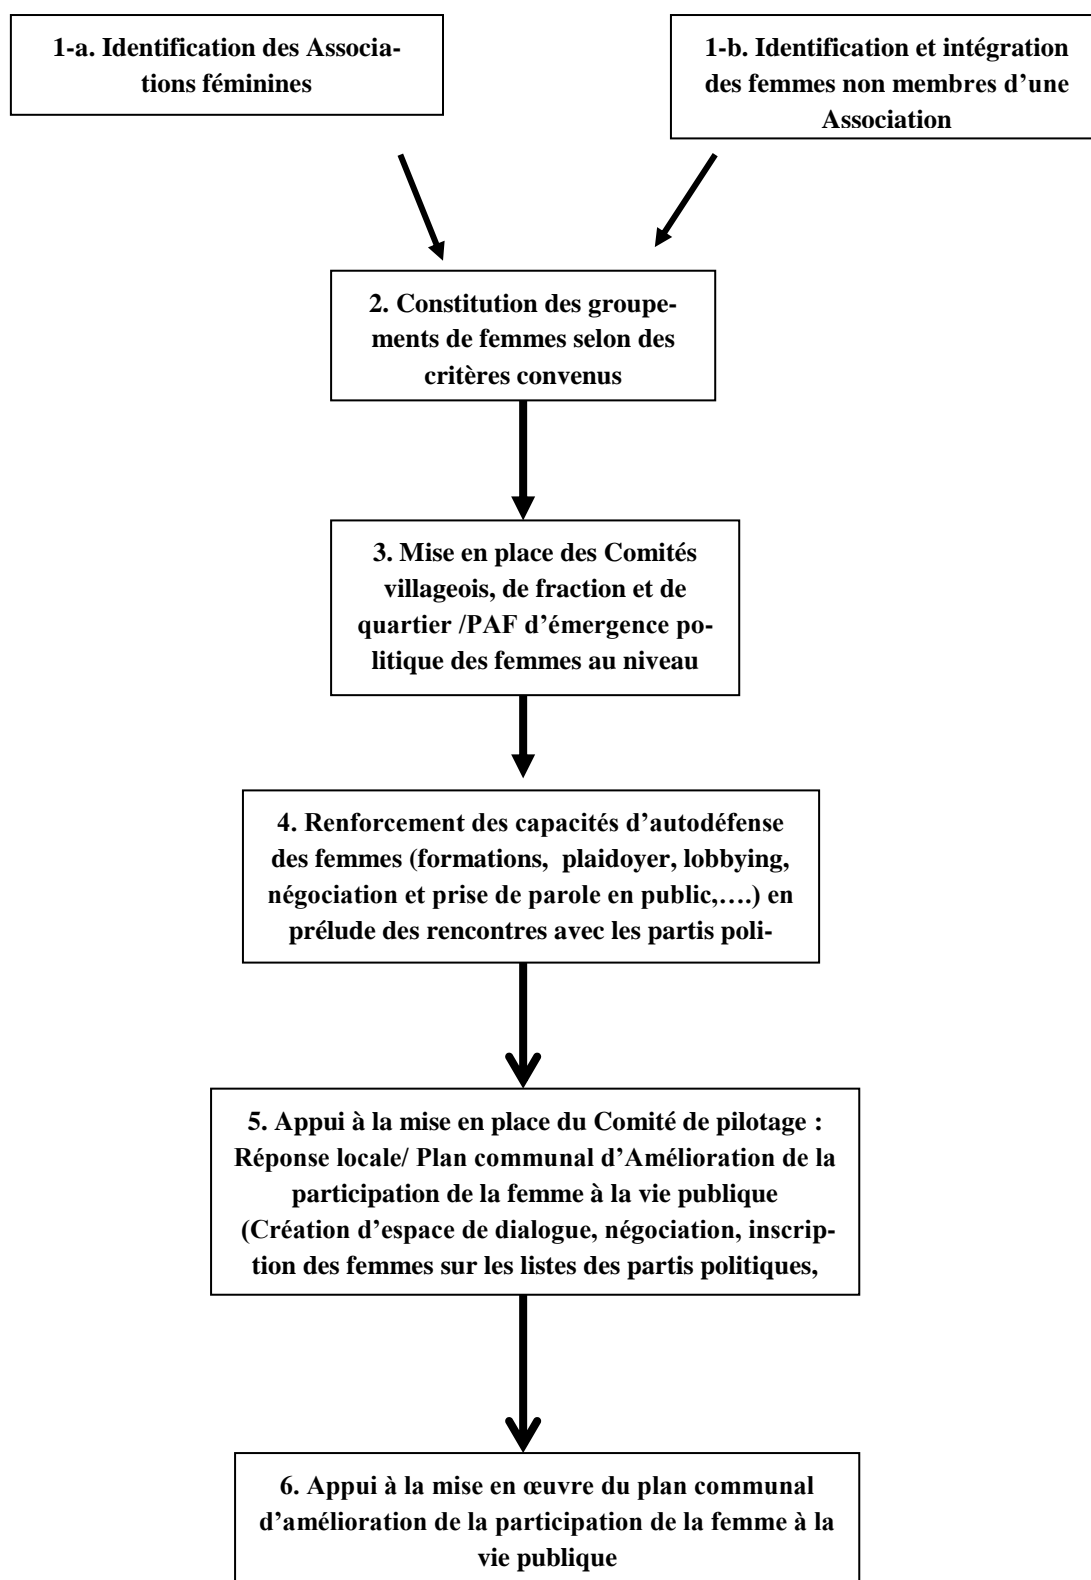 1-a. Identification des Associa-
tions féminines
1-b. Identification et intégration
des femmes non membres d’une
Association
2. Constitution des groupe-
ments de femmes selon des
critères convenus
3. Mise en place des Comités
villageois, de fraction et de
quartier /PAF d’émergence po-
litique des femmes au niveau
4. Renforcement des capacités d’autodéfense
des femmes (formations,  plaidoyer, lobbying,
négociation et prise de parole en public,….) en
prélude des rencontres avec les partis poli-
5. Appui à la mise en place du Comité de pilotage :
Réponse locale/ Plan communal d’Amélioration de la
participation de la femme à la vie publique
(Création d’espace de dialogue, négociation, inscrip-
tion des femmes sur les listes des partis politiques,
6. Appui à la mise en œuvre du plan communal
d’amélioration de la participation de la femme à la
vie publique